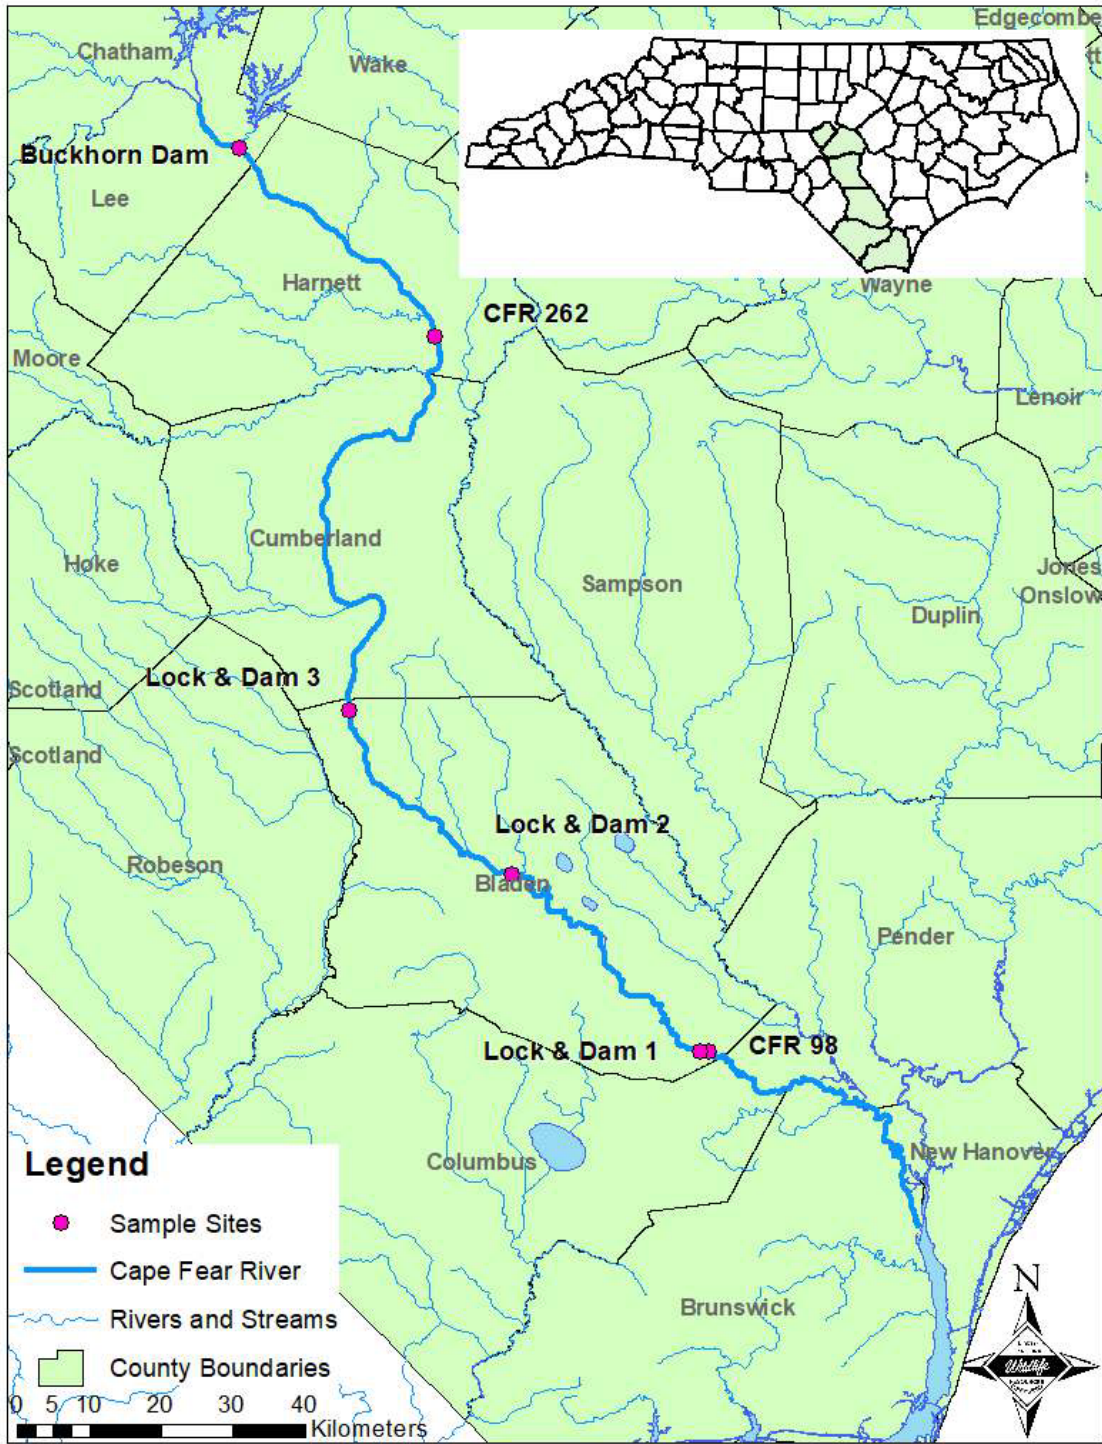 Edgecombe
Chatham
Wake
tt
Buckhorn Dam
Lee
Harnett
Wayne
CFR 262
Moore
Lenoir
Cumberland
Hoke
Sampson
Jones
Onslow
Duplin
Lock & Dam 3
Scotland
Scotland
Lock & Dam 2
Robeson
Bladen
Pender
Lock & Dam 1
CFR 98
Columbus
New Hanover
Brunswick
Legend
Sample Sites
Cape Fear River
Rivers and Streams
County Boundaries
0 5 10 20 30 40
Kilometers
N
Wildlife